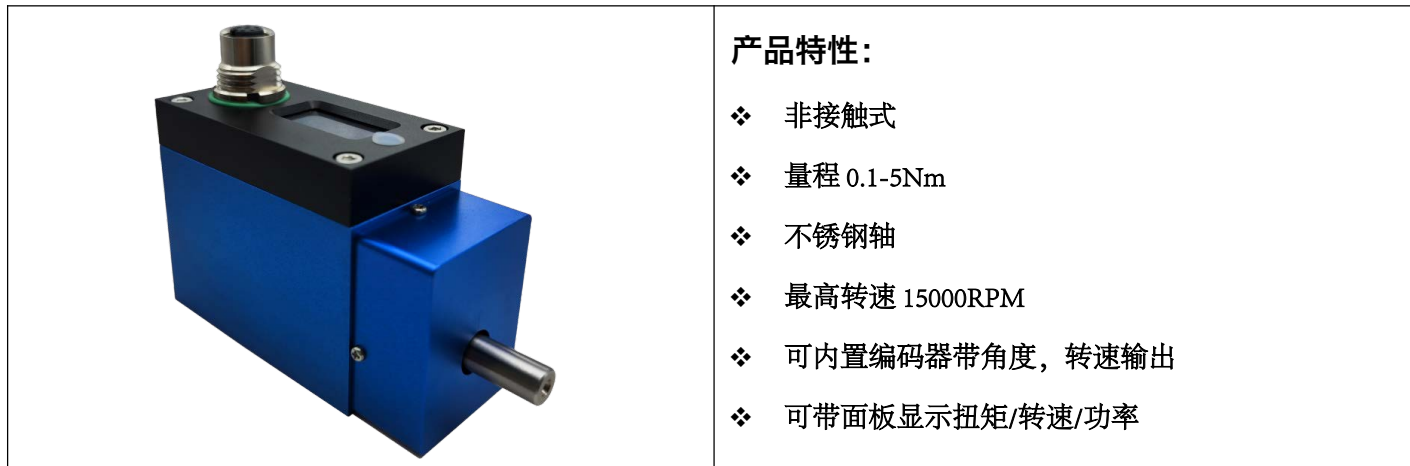 产品特性：
❖ 非接触式
❖ 量程 0.1-5Nm
❖ 不锈钢轴
❖ 最高转速 15000RPM
❖ 可内置编码器带角度，转速输出
❖ 可带面板显示扭矩/转速/功率